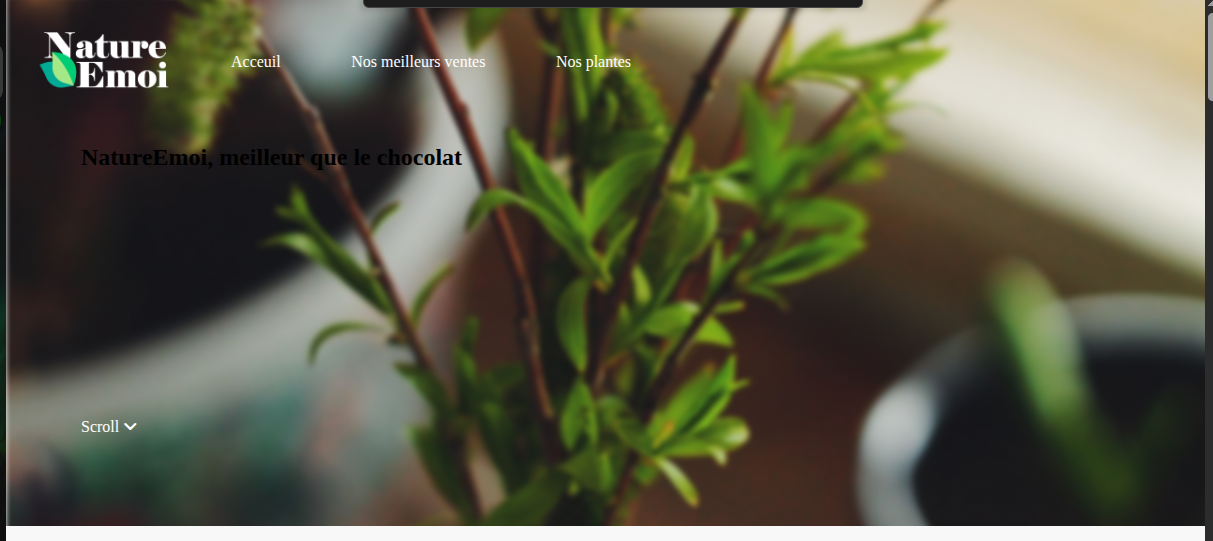 Nature
Emoi
Acceuil
Nos meilleurs ventes
Nos plantes
NatureEmoi, meilleur que le chocolat
Scroll